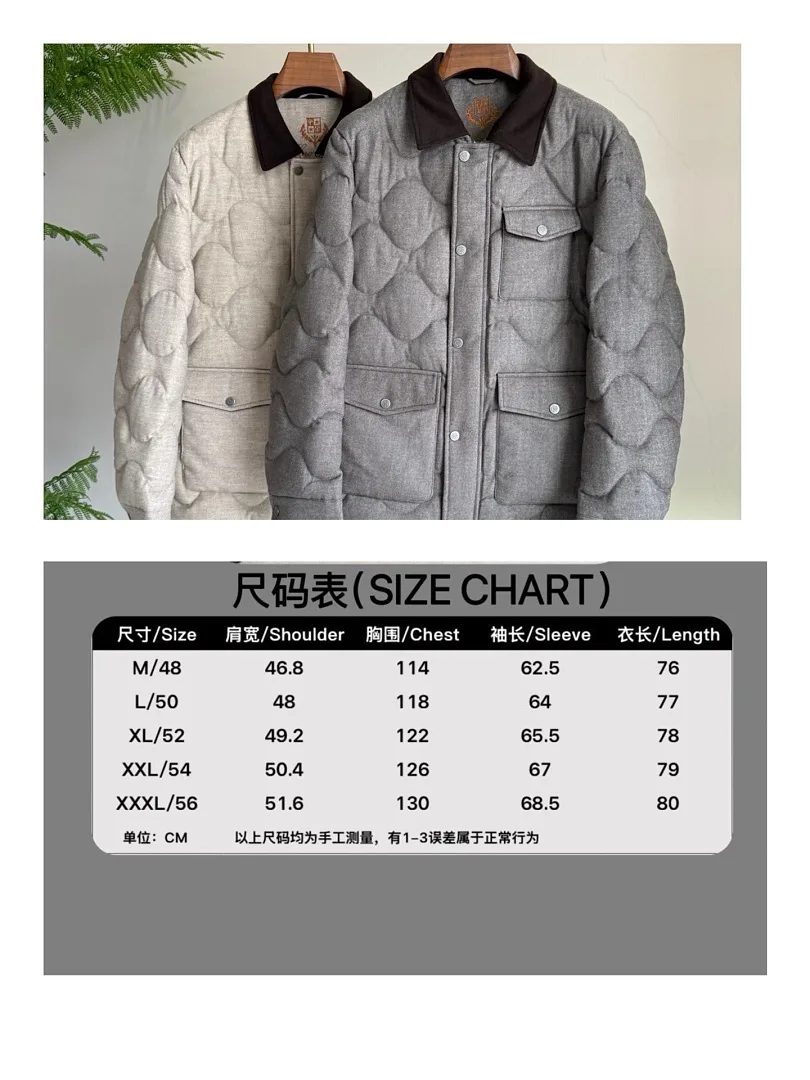 尺码表(SIZE CHART)
尺寸/Size 肩宽/Shoulder 胸围/Chest 袖长/Sleeve 衣长/Length
M/48 46.8 114 62.5 76
L/50 48 118 64 77
XL/52 49.2 122 65.5 78
XXL/54 50.4 126 67 79
XXXL/56 51.6 130 68.5 80
单位：CM 以上尺码均为手工测量，有1-3误差属于正常行为